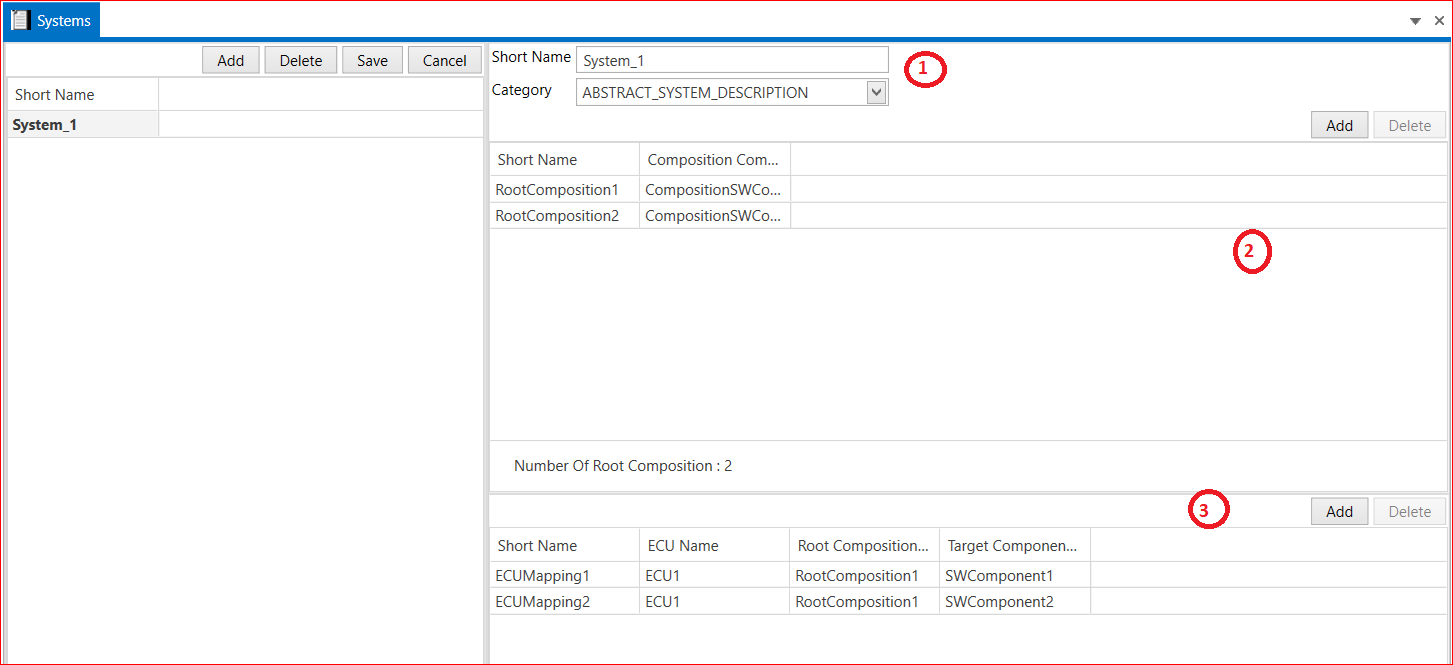 Systems
Add Delete Save Cancel
Short Name
System_1
Short Name System_1
1
Category ABSTRACT_SYSTEM_DESCRIPTION
Add Delete
Short Name Composition Com...
RootComposition1 CompositionSWCo...
RootComposition2 CompositionSWCo...
2
Number Of Root Composition : 2
3
Add Delete
Short Name ECU Name Root Composition... Target Componen...
ECUMapping1 ECU1 RootComposition1 SWComponent1
ECUMapping2 ECU1 RootComposition1 SWComponent2